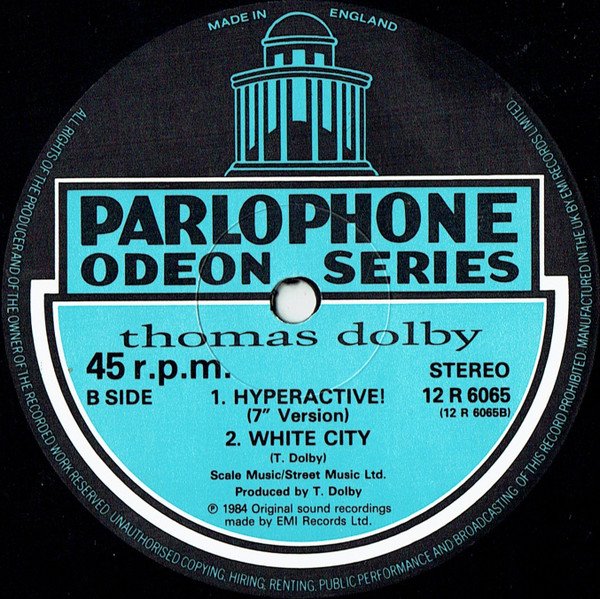 MADE IN ENGLAND
PARLOPHONE
ODEON SERIES
thomas dolby
45 r.p.m.
STEREO
B SIDE
1. HYPERACTIVE!
12 R 6065
(7" Version)
(12 R 6065B)
2. WHITE CITY
(T. Dolby)
Scale Music/Street Music Ltd.
Produced by T. Dolby
℗ 1984 Original sound recordings
made by EMI Records Ltd.
ALL RIGHTS OF THE PRODUCER AND OF THE OWNER OF THE RECORDED WORK RESERVED. UNAUTHORISED COPYING, HIRING, RENTING, PUBLIC PERFORMANCE AND BROADCASTING OF THIS RECORD PROHIBITED. MANUFACTURED IN THE UK BY EMI RECORDS LIMITED